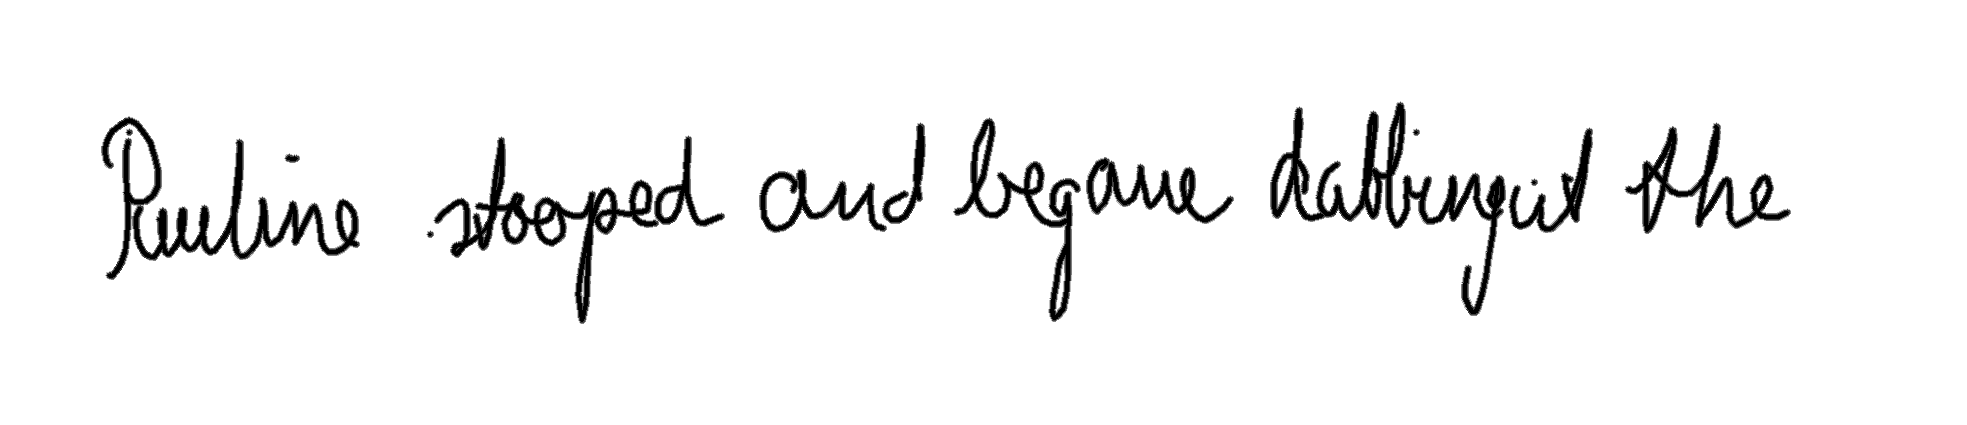 Pauline stooped and began dabbing at the